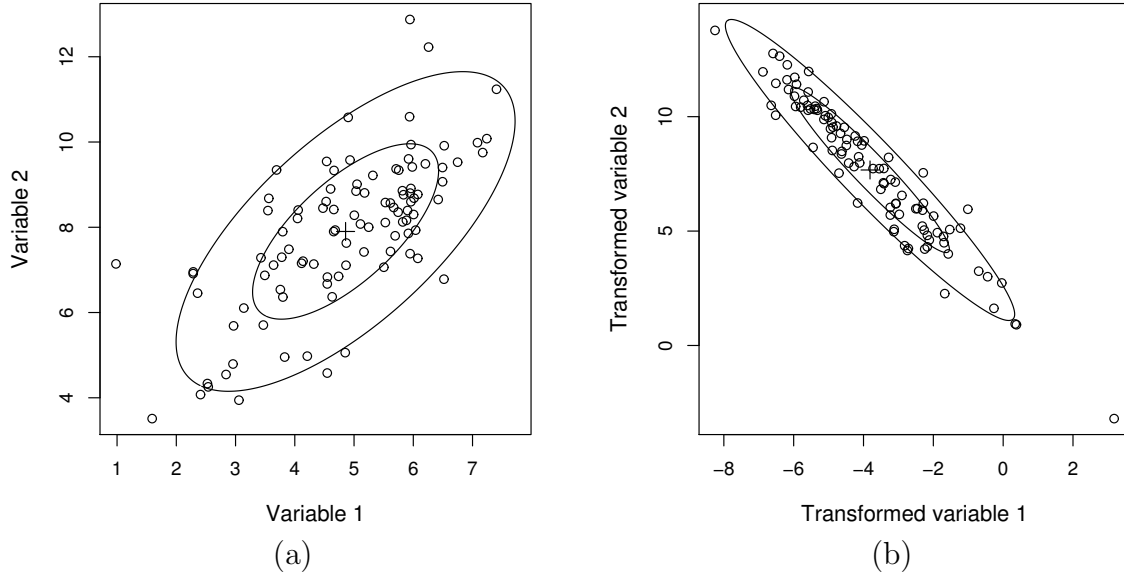 12
10
8
6
4
Variable 2
1 2 3 4 5 6 7
Variable 1
(a)
10
5
0
Transformed variable 2
−8 −6 −4 −2 0 2
Transformed variable 1
(b)